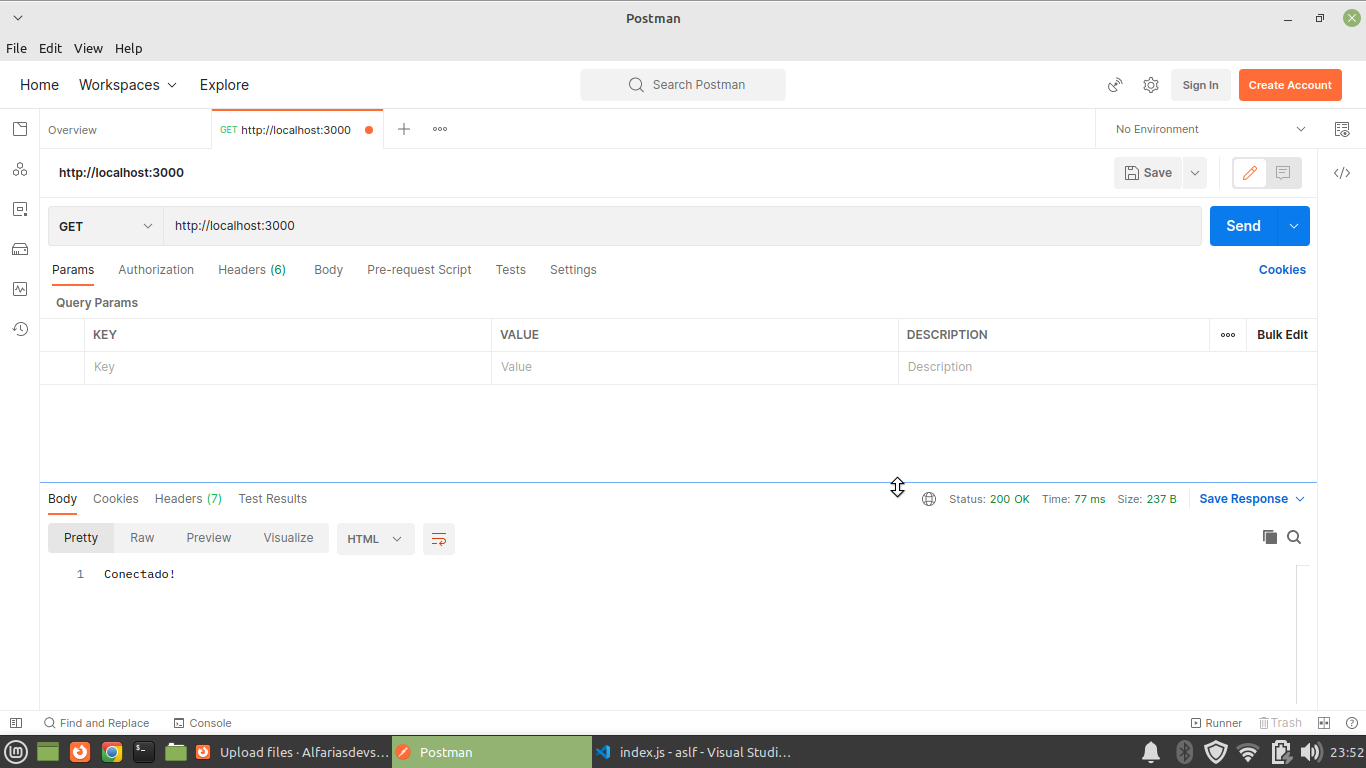 Postman
File Edit View Help
Home Workspaces Explore Search Postman Sign In Create Account
Overview GET http://localhost:3000 No Environment
http://localhost:3000 Save
GET http://localhost:3000 Send
Params Authorization Headers (6) Body Pre-request Script Tests Settings Cookies
Query Params
KEY VALUE DESCRIPTION Bulk Edit
Key Value Description
Body Cookies Headers (7) Test Results Status: 200 OK Time: 77 ms Size: 237 B Save Response
Pretty Raw Preview Visualize HTML
1 Conectado!
Find and Replace Console Runner Trash
Upload files · Alfariasdevs... Postman index.js - aslf - Visual Studi... 23:52